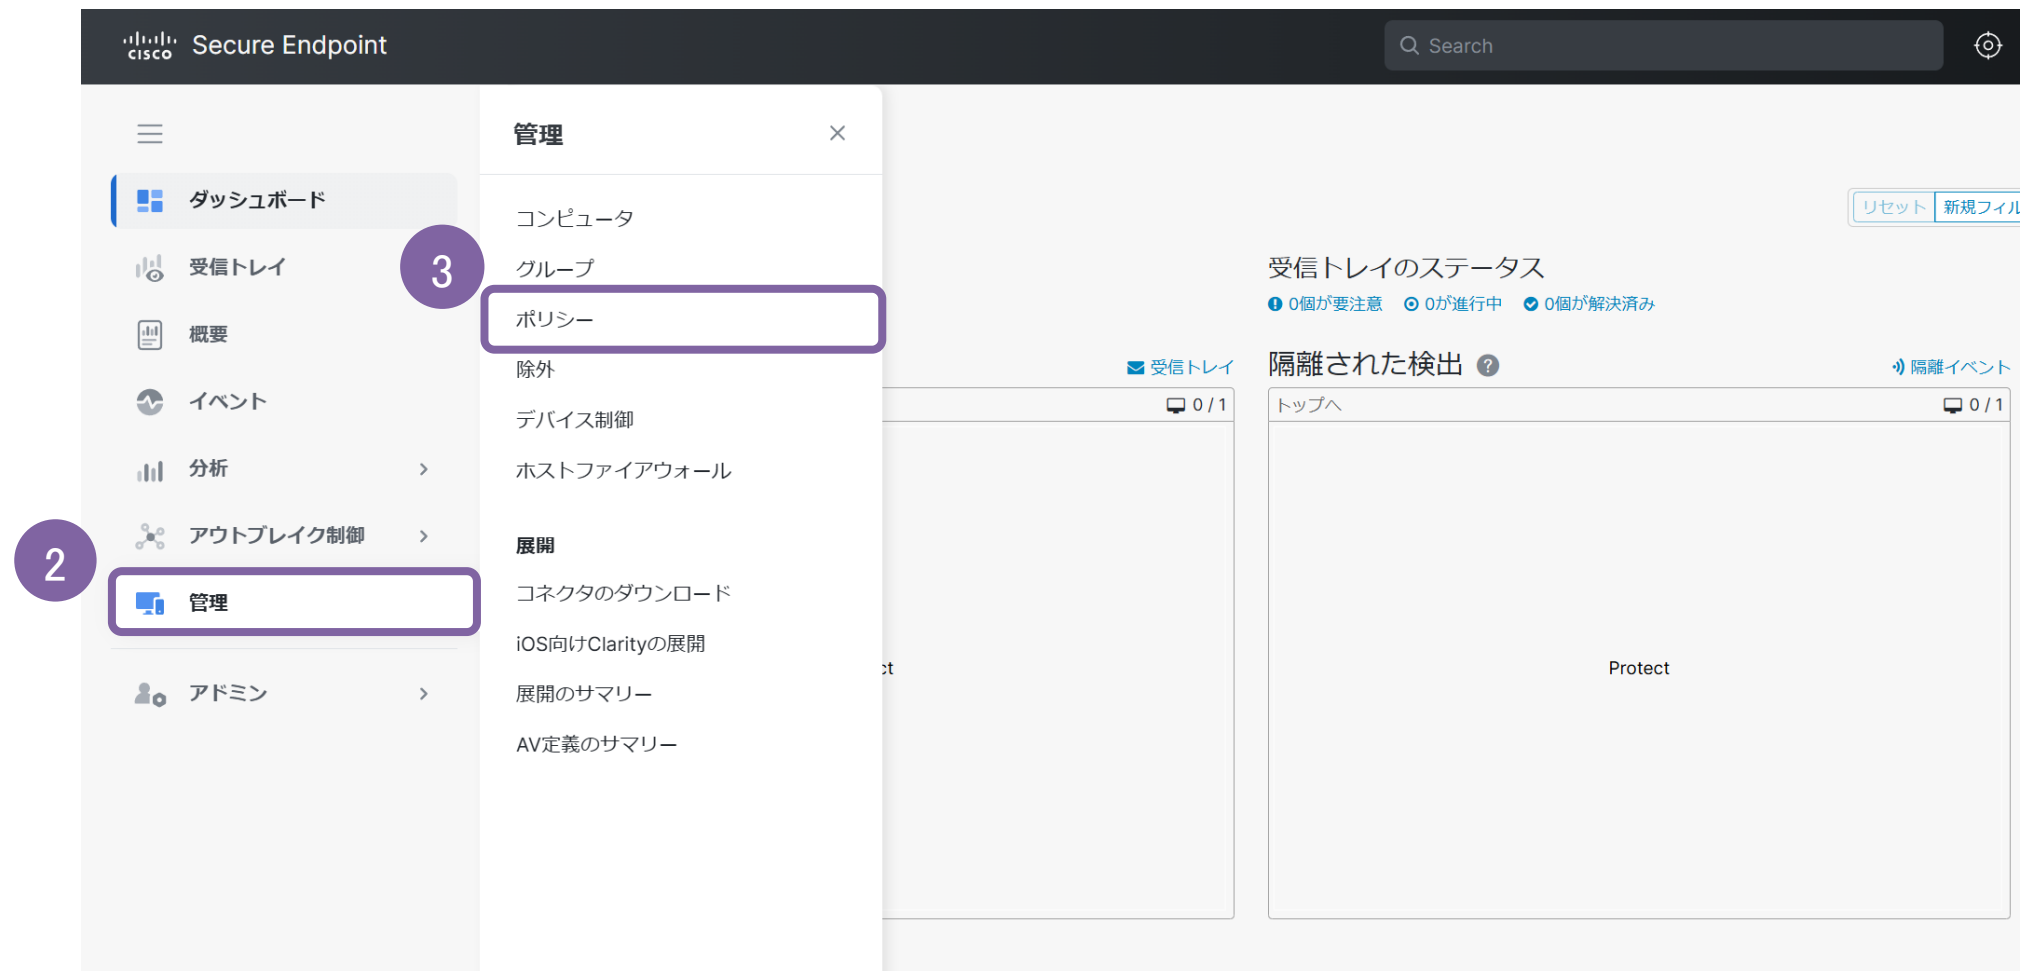 cisco Secure Endpoint
Search
ダッシュボード
受信トレイ
概要
イベント
分析
アウトブレイク制御
2
管理
アドミン
管理
コンピュータ
3
グループ
ポリシー
除外
デバイス制御
ホストファイアウォール
展開
コネクタのダウンロード
iOS向けClarityの展開
展開のサマリー
AV定義のサマリー
リセット 新規フィル
受信トレイのステータス
0個が要注意 0が進行中 0個が解決済み
受信トレイ
0 / 1
ct
隔離された検出 ?
隔離イベント
トップへ 0 / 1
Protect